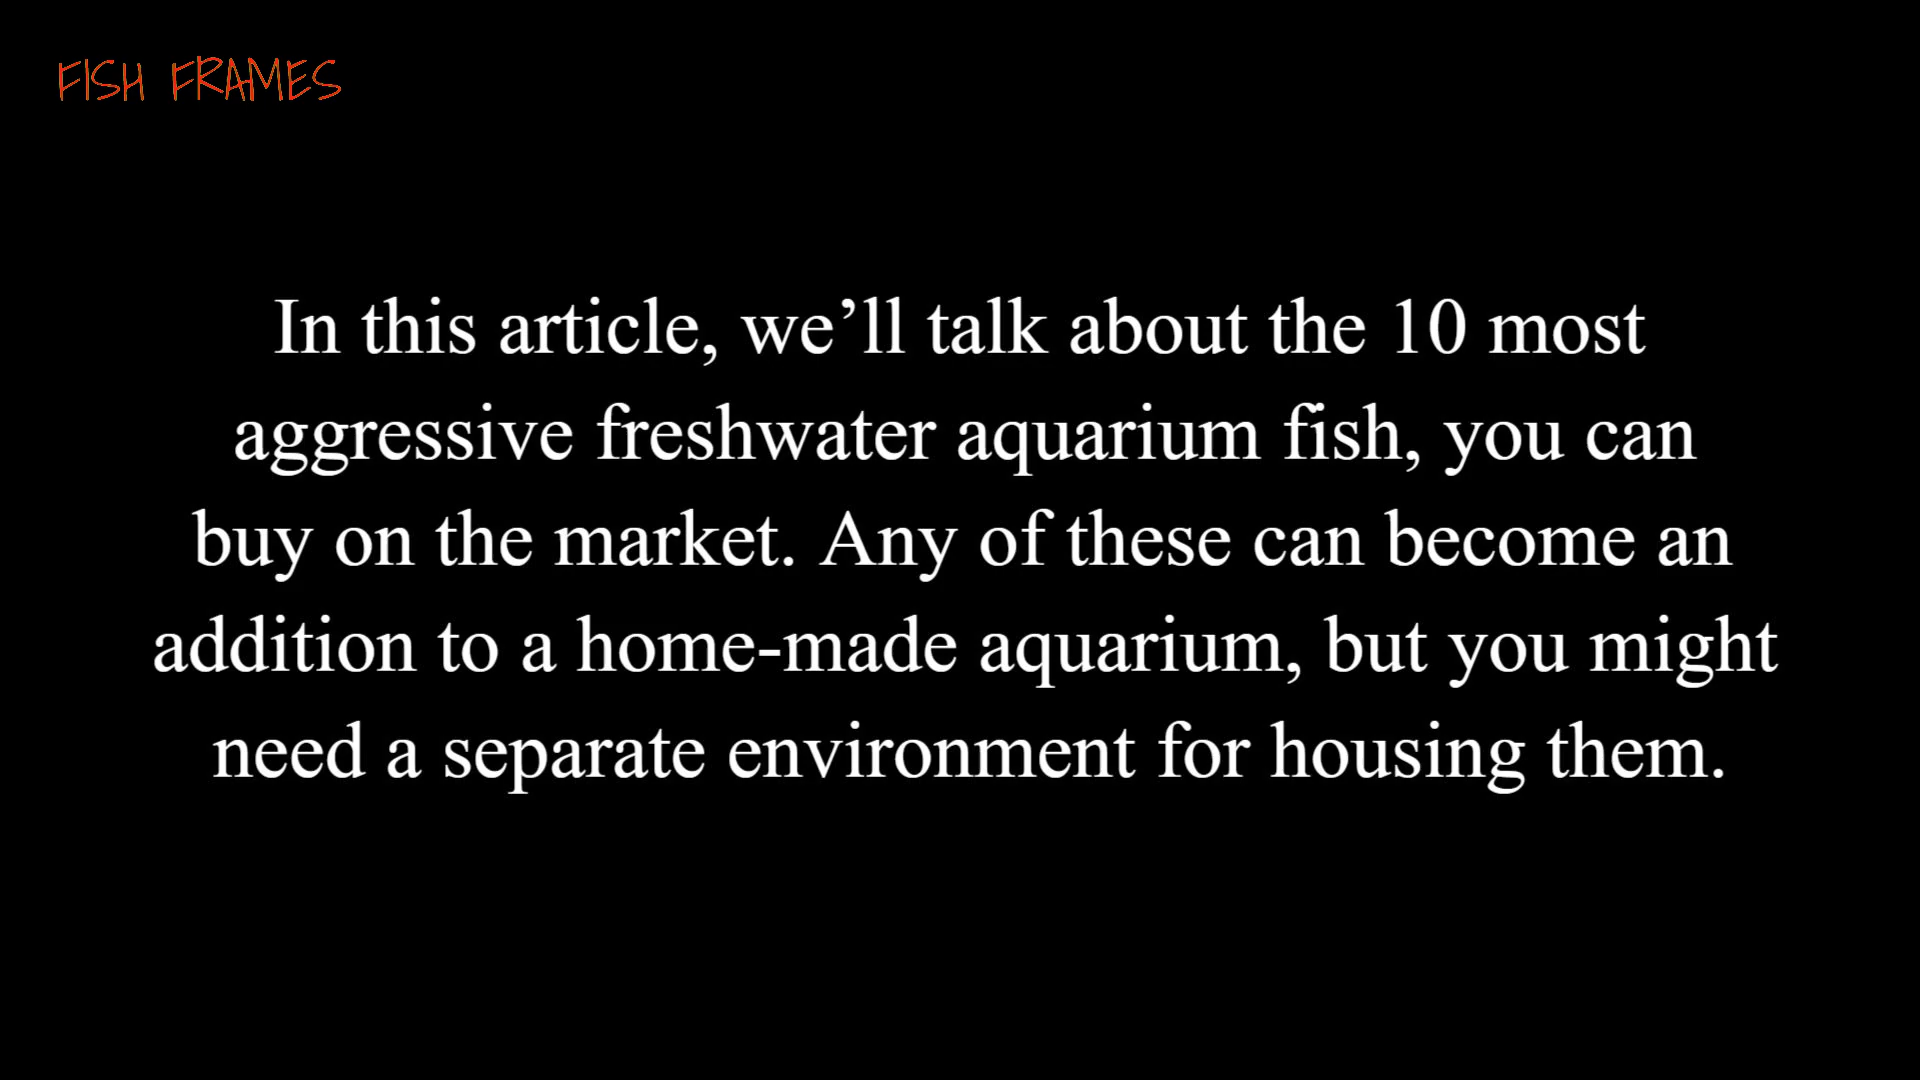 FISH FRAMES
In this article, we’ll talk about the 10 most
aggressive freshwater aquarium fish, you can
buy on the market. Any of these can become an
addition to a home-made aquarium, but you might
need a separate environment for housing them.